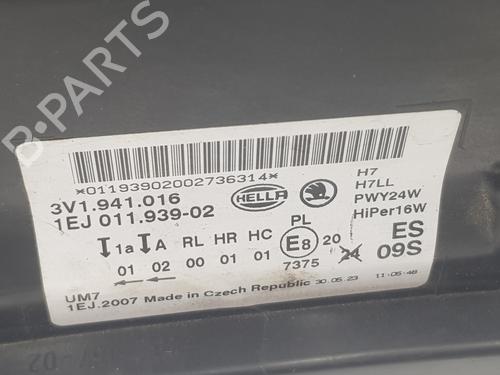 B-PARTS
*01193902002736314*
3V1.941.016
1EJ 011.939-02
HELLA
H7
H7LL
PWY24W
HiPer16W
1a A RL HR HC PL
E8 20 ES
01 02 00 01 01 7375 24 09S
UM7
1EJ.2007 Made in Czech Republic 30.05.23 11:05:48